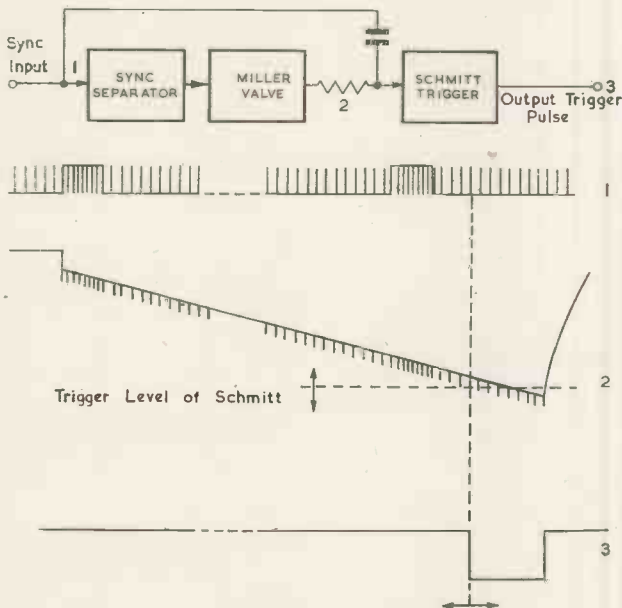 Sync
Input
1
SYNC
SEPARATOR
MILLER
VALVE
2
SCHMITT
TRIGGER
3
Output Trigger
Pulse
1
2
Trigger Level of Schmitt
3